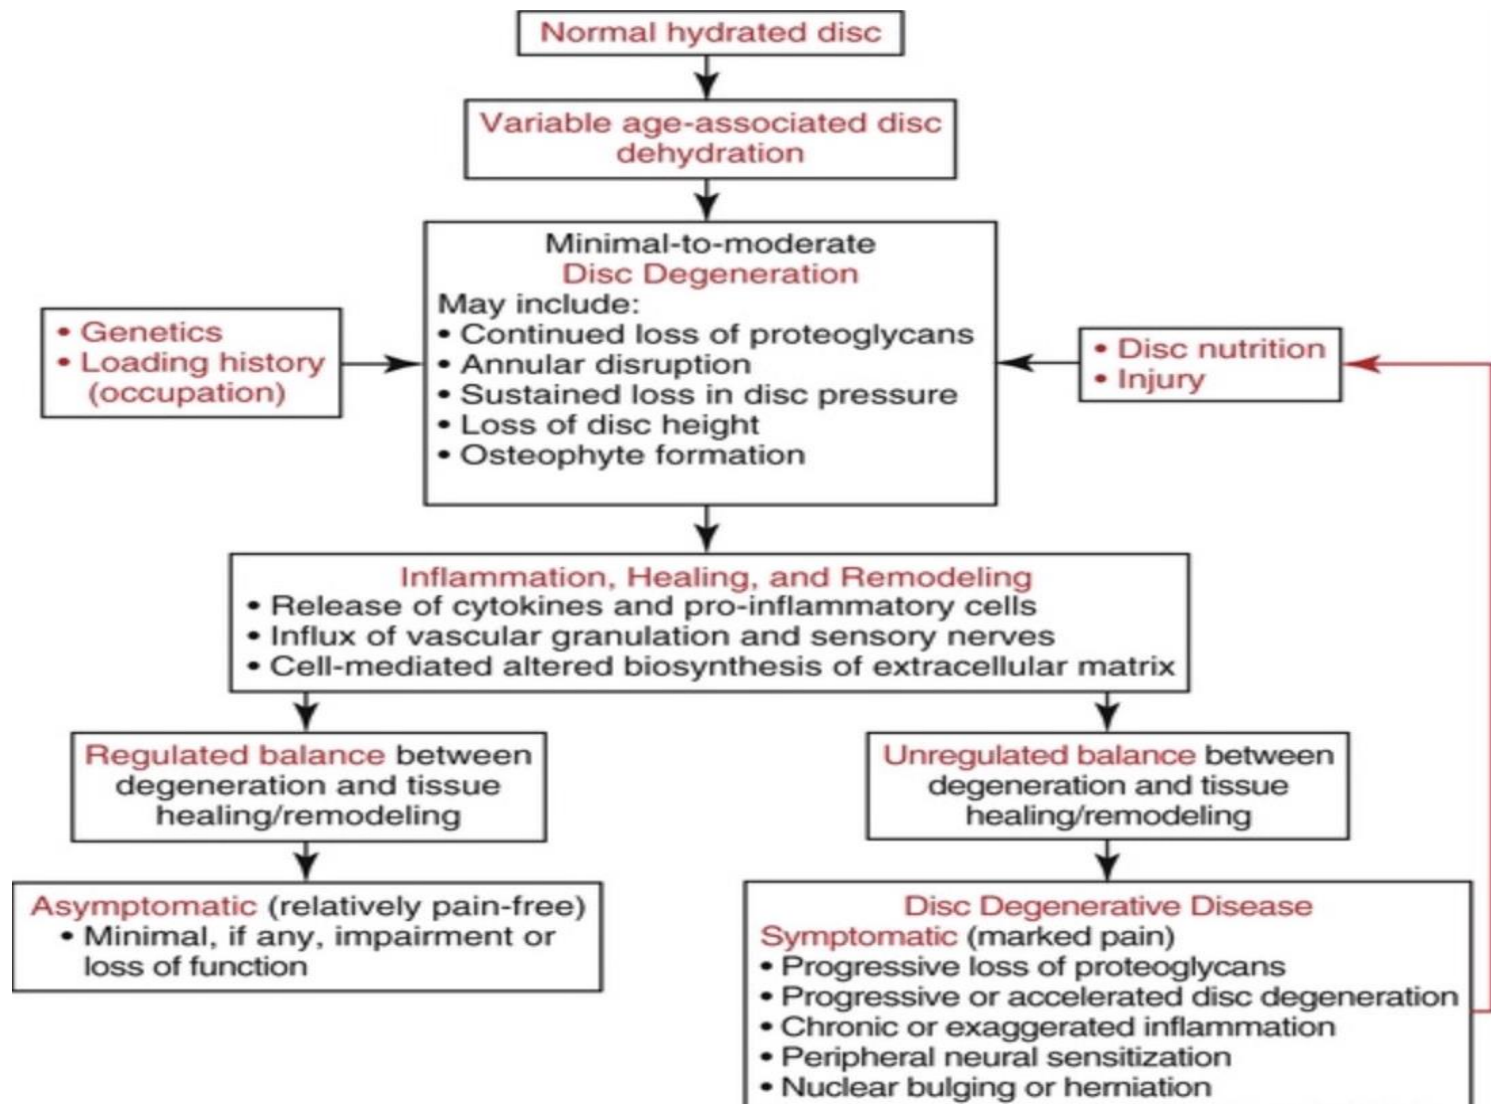 Normal hydrated disc
Variable age-associated disc
dehydration
Minimal-to-moderate
Disc Degeneration
May include:
• Continued loss of proteoglycans
• Annular disruption
• Sustained loss in disc pressure
• Loss of disc height
• Osteophyte formation
• Genetics
• Loading history
(occupation)
• Disc nutrition
• Injury
Inflammation, Healing, and Remodeling
• Release of cytokines and pro-inflammatory cells
• Influx of vascular granulation and sensory nerves
• Cell-mediated altered biosynthesis of extracellular matrix
Regulated balance between
degeneration and tissue
healing/remodeling
Unregulated balance between
degeneration and tissue
healing/remodeling
Asymptomatic (relatively pain-free)
• Minimal, if any, impairment or
loss of function
Disc Degenerative Disease
Symptomatic (marked pain)
• Progressive loss of proteoglycans
• Progressive or accelerated disc degeneration
• Chronic or exaggerated inflammation
• Peripheral neural sensitization
• Nuclear bulging or herniation